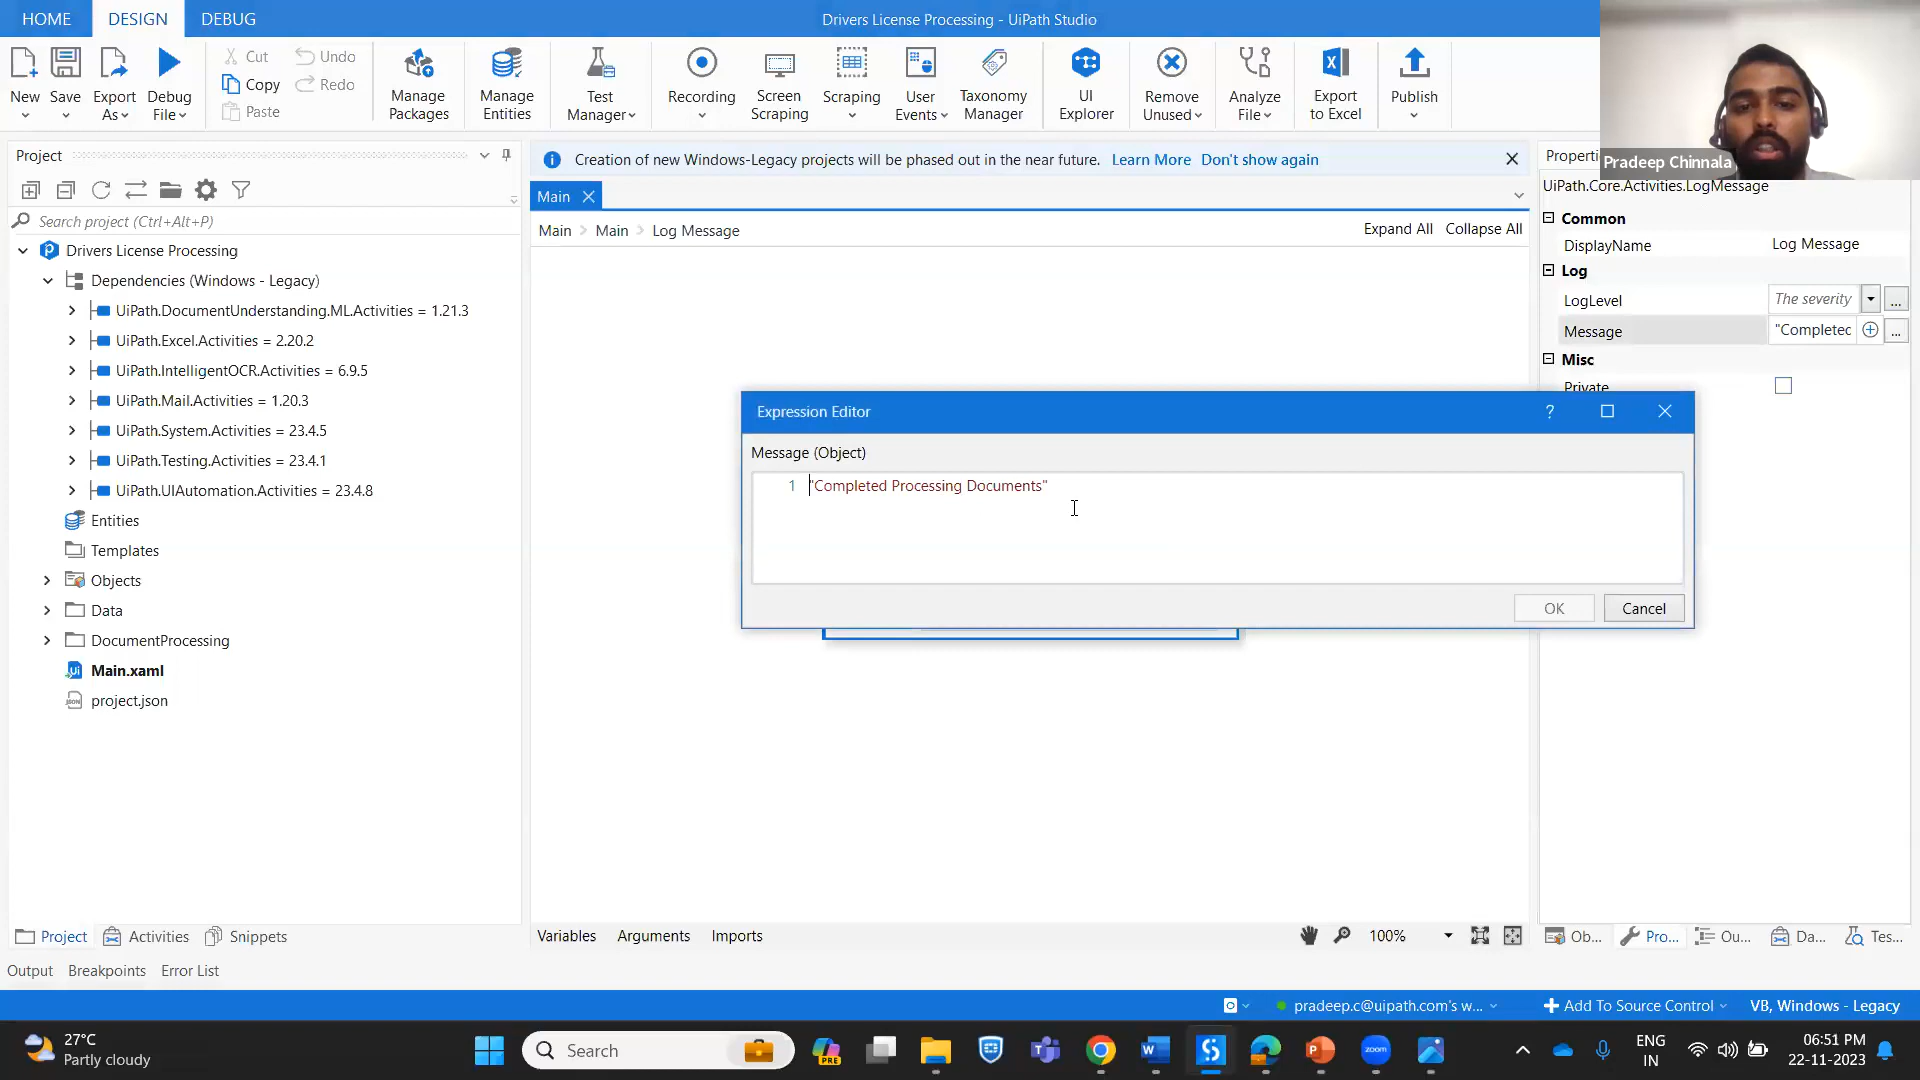 HOME
DESIGN
DEBUG
Drivers License Processing - UiPath Studio
New
Save
Export As
Debug File
Cut
Copy
Paste
Undo
Redo
Manage Packages
Manage Entities
Test Manager
Recording
Screen Scraping
Scraping
User Events
Taxonomy Manager
UI Explorer
Remove Unused
Analyze File
Export to Excel
Publish
Pradeep Chinnala
Project
Search project (Ctrl+Alt+P)
Drivers License Processing
Dependencies (Windows - Legacy)
UiPath.DocumentUnderstanding.ML.Activities = 1.21.3
UiPath.Excel.Activities = 2.20.2
UiPath.IntelligentOCR.Activities = 6.9.5
UiPath.Mail.Activities = 1.20.3
UiPath.System.Activities = 23.4.5
UiPath.Testing.Activities = 23.4.1
UiPath.UIAutomation.Activities = 23.4.8
Entities
Templates
Objects
Data
DocumentProcessing
Main.xaml
project.json
Creation of new Windows-Legacy projects will be phased out in the near future. Learn More Don't show again
Main
Main Main Log Message
Expand All Collapse All
Properti
UiPath.Core.Activities.LogMessage
Common
DisplayName Log Message
Log
LogLevel The severity ...
Message "Completec ...
Misc
Private
Expression Editor ?
Message (Object)
1 "Completed Processing Documents"
OK Cancel
Variables Arguments Imports
100%
Project Activities Snippets
Ob... Pro... Ou... Da... Tes...
Output Breakpoints Error List
pradeep.c@uipath.com's w...
Add To Source Control
VB, Windows - Legacy
27°C
Partly cloudy
Search
PRE
zoom
ENG
IN
06:51 PM
22-11-2023